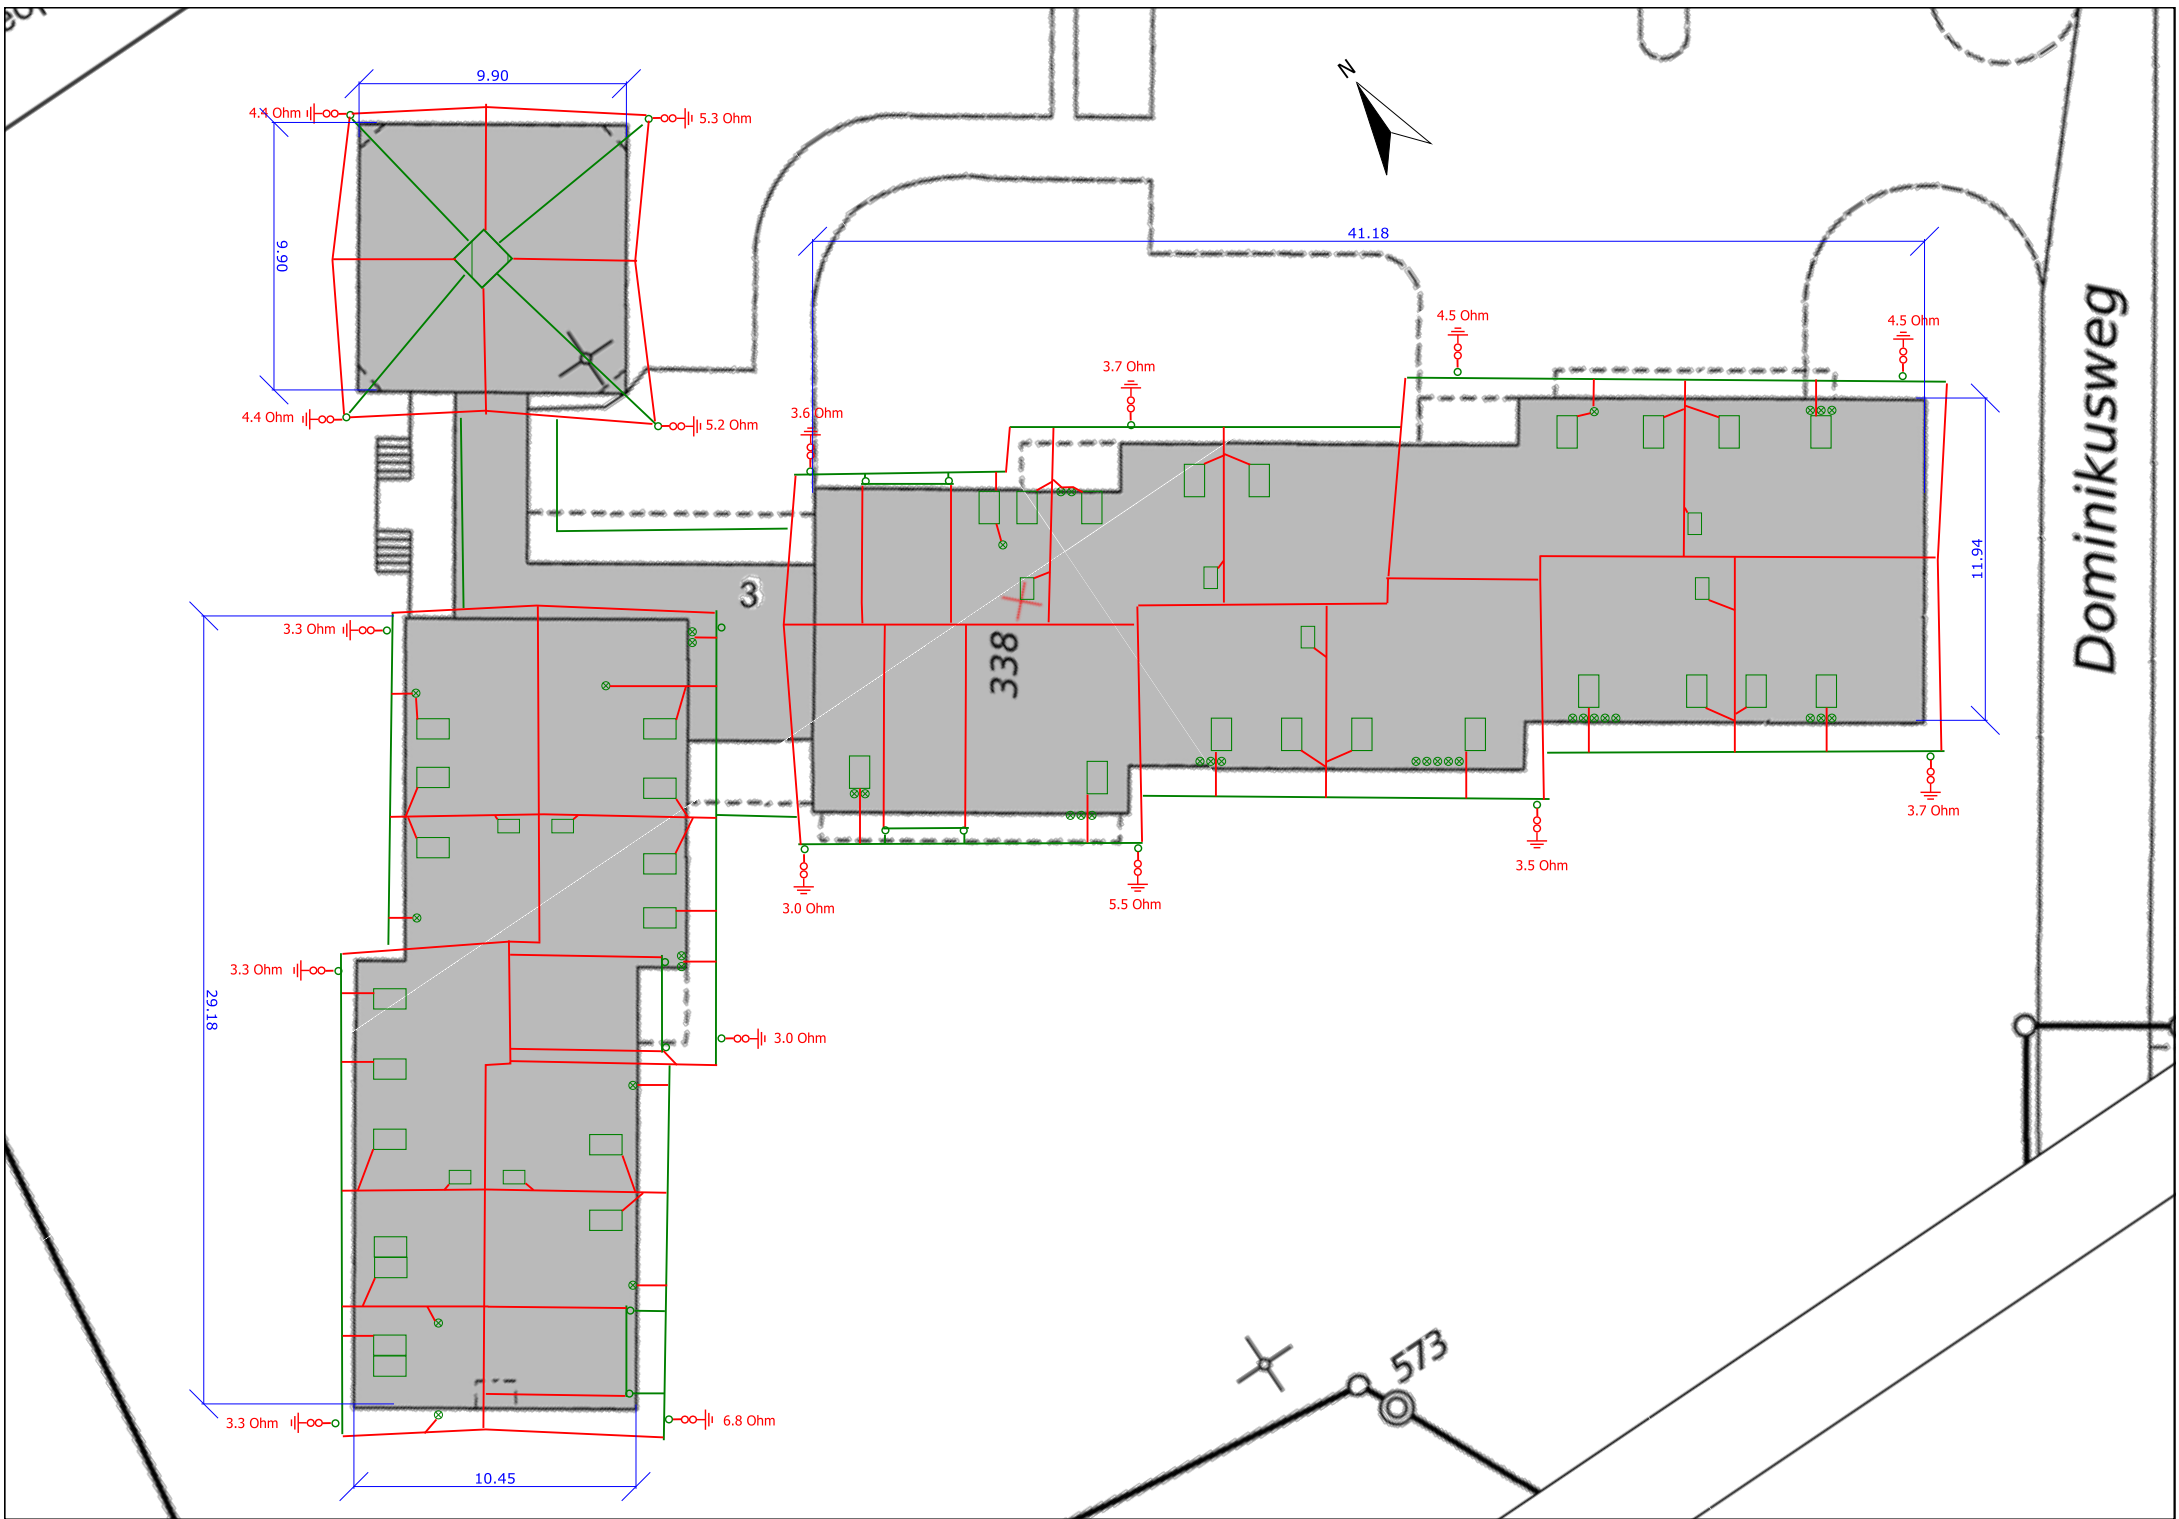 N
9.90
4.4 Ohm
5.3 Ohm
9.90
41.18
4.5 Ohm
4.5 Ohm
3.7 Ohm
3.6 Ohm
4.4 Ohm
5.2 Ohm
Dominikusweg
11.94
3
338
3.3 Ohm
3.7 Ohm
3.5 Ohm
5.5 Ohm
3.0 Ohm
3.3 Ohm
29.18
3.0 Ohm
573
3.3 Ohm
6.8 Ohm
10.45